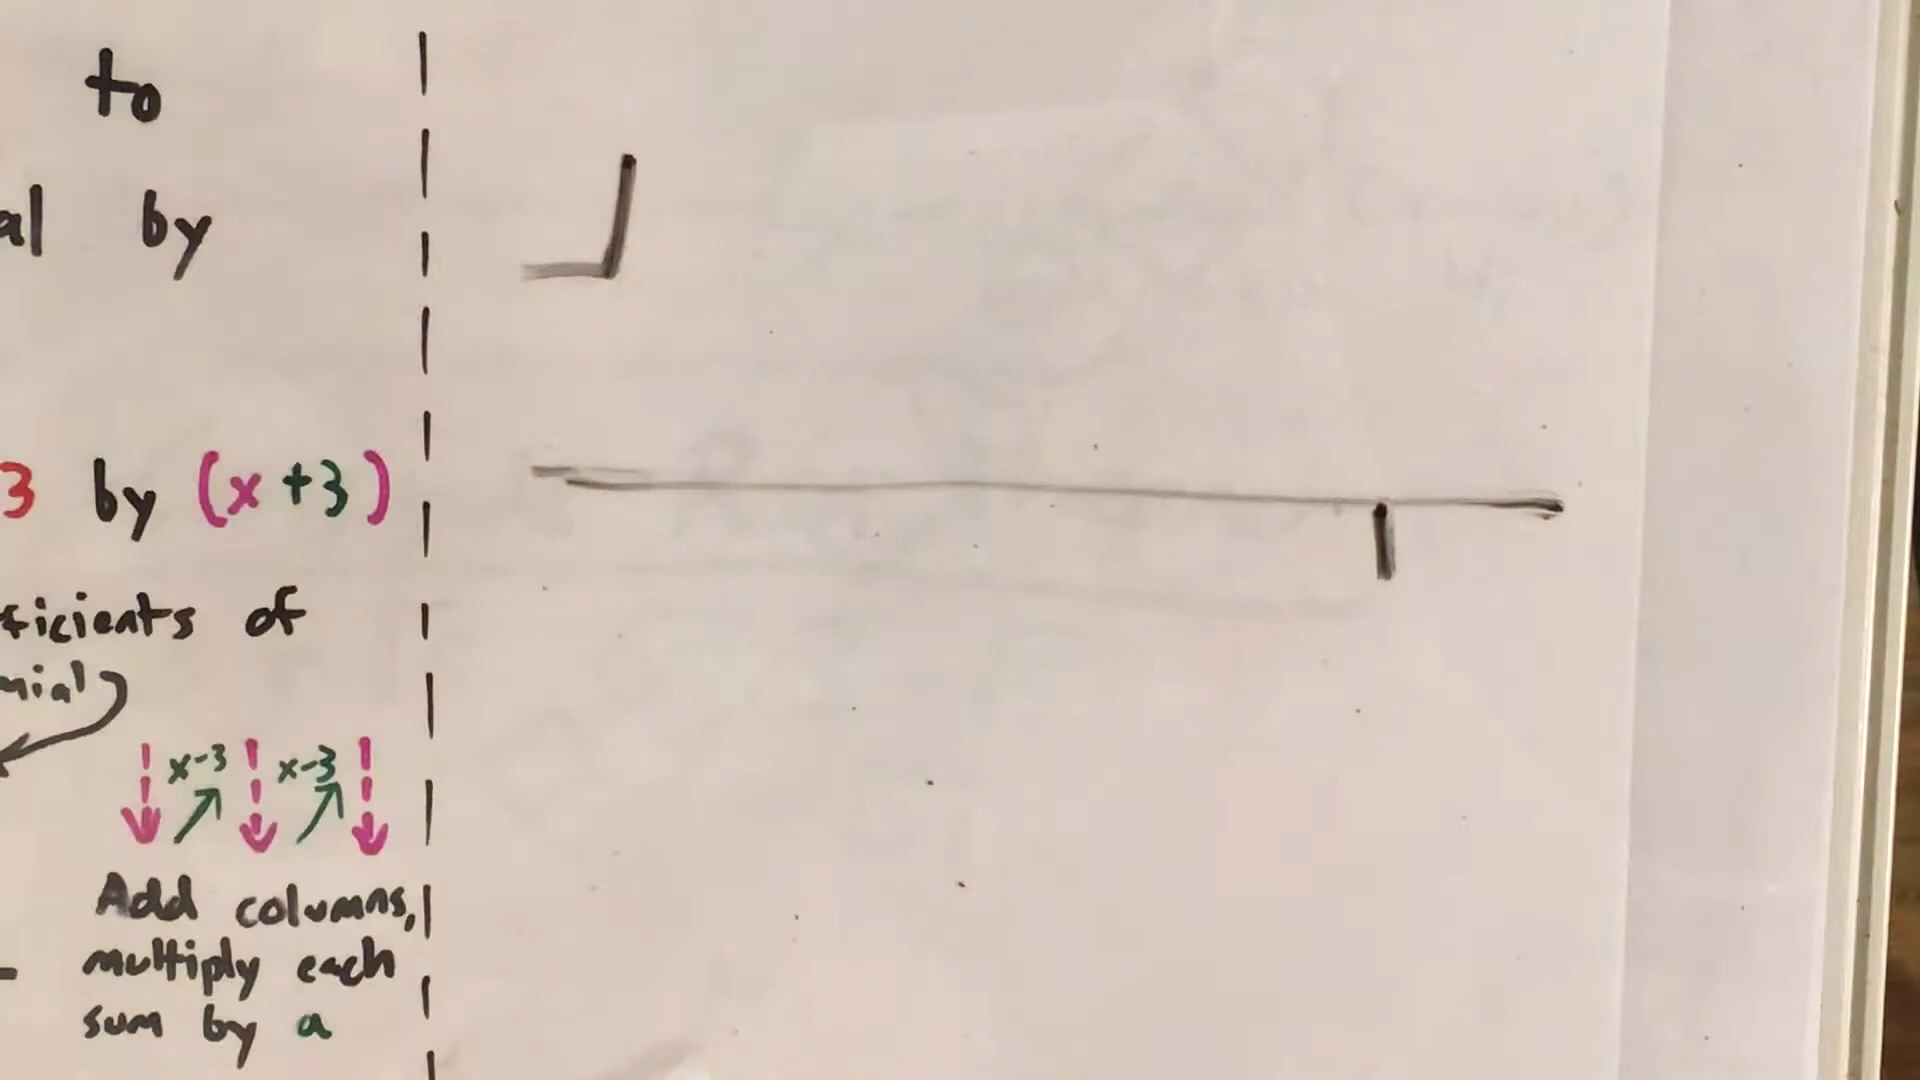 to
al by
3 by (x+3)
ficients of
mial
x-3 x-3
Add columns,
multiply each
sum by a